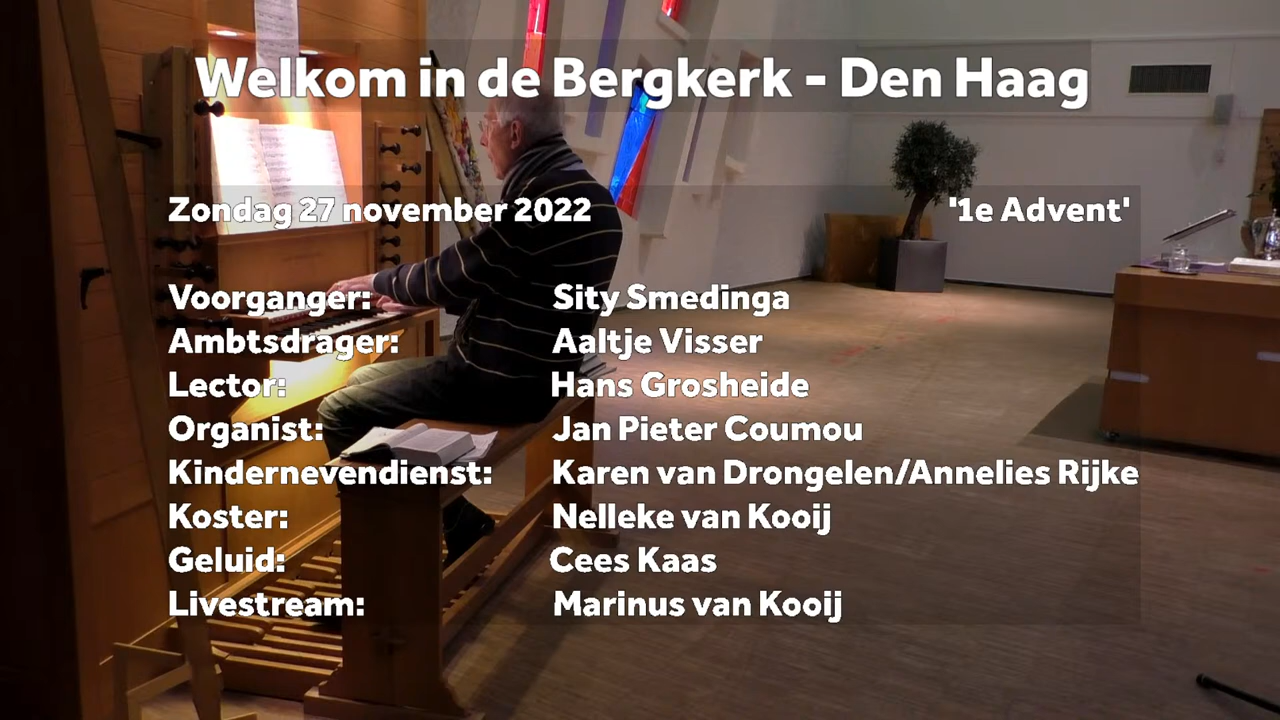 Welkom in de Bergkerk - Den Haag
Zondag 27 november 2022 '1e Advent'
Voorganger: Sity Smedinga
Ambtsdrager: Aaltje Visser
Lector: Hans Grosheide
Organist: Jan Pieter Coumou
Kindernevendienst: Karen van Drongelen/Annelies Rijke
Koster: Nelleke van Kooij
Geluid: Cees Kaas
Livestream: Marinus van Kooij